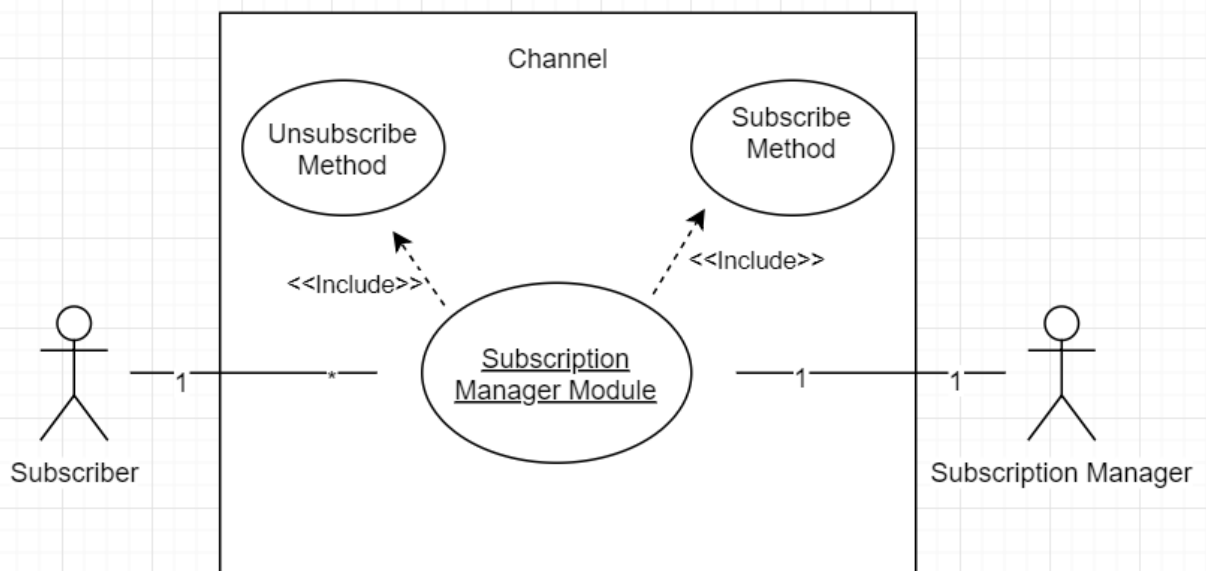 Channel
Unsubscribe
Method
Subscribe
Method
<<Include>>
<<Include>>
Subscription
Manager Module
1
*
1
1
Subscriber
Subscription Manager